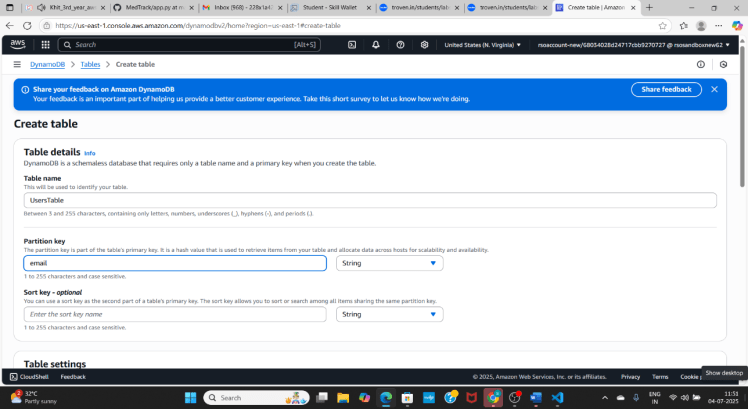 Khit_3rd_year_aws
MedTrack/app.py at m
Inbox (968) - 228x1a4
Student - Skill Wallet
troven.in/students/lab
troven.in/students/lab
Create table | Amazon
https://us-east-1.console.aws.amazon.com/dynamodbv2/home?region=us-east-1#create-table
aws
Search
[Alt+S]
United States (N. Virginia)
rsoaccount-new/68034028d24717cbb9270727 @ rsosandboxnew62
DynamoDB
Tables
Create table
Share your feedback on Amazon DynamoDB
Your feedback is an important part of helping us provide a better customer experience. Take this short survey to let us know how we're doing.
Share feedback
Create table
Table details Info
DynamoDB is a schemaless database that requires only a table name and a primary key when you create the table.
Table name
This will be used to identify your table.
UsersTable
Between 3 and 255 characters, containing only letters, numbers, underscores (_), hyphens (-), and periods (.).
Partition key
The partition key is part of the table's primary key. It is a hash value that is used to retrieve items from your table and allocate data across hosts for scalability and availability.
email
String
1 to 255 characters and case sensitive.
Sort key - optional
You can use a sort key as the second part of a table's primary key. The sort key allows you to sort or search among all items sharing the same partition key.
Enter the sort key name
String
1 to 255 characters and case sensitive.
Table settings
CloudShell
Feedback
© 2025, Amazon Web Services, Inc. or its affiliates.
Privacy
Terms
Cookie
Show desktop
32°C
Partly sunny
Search
ENG
IN
11:51
04-07-2025